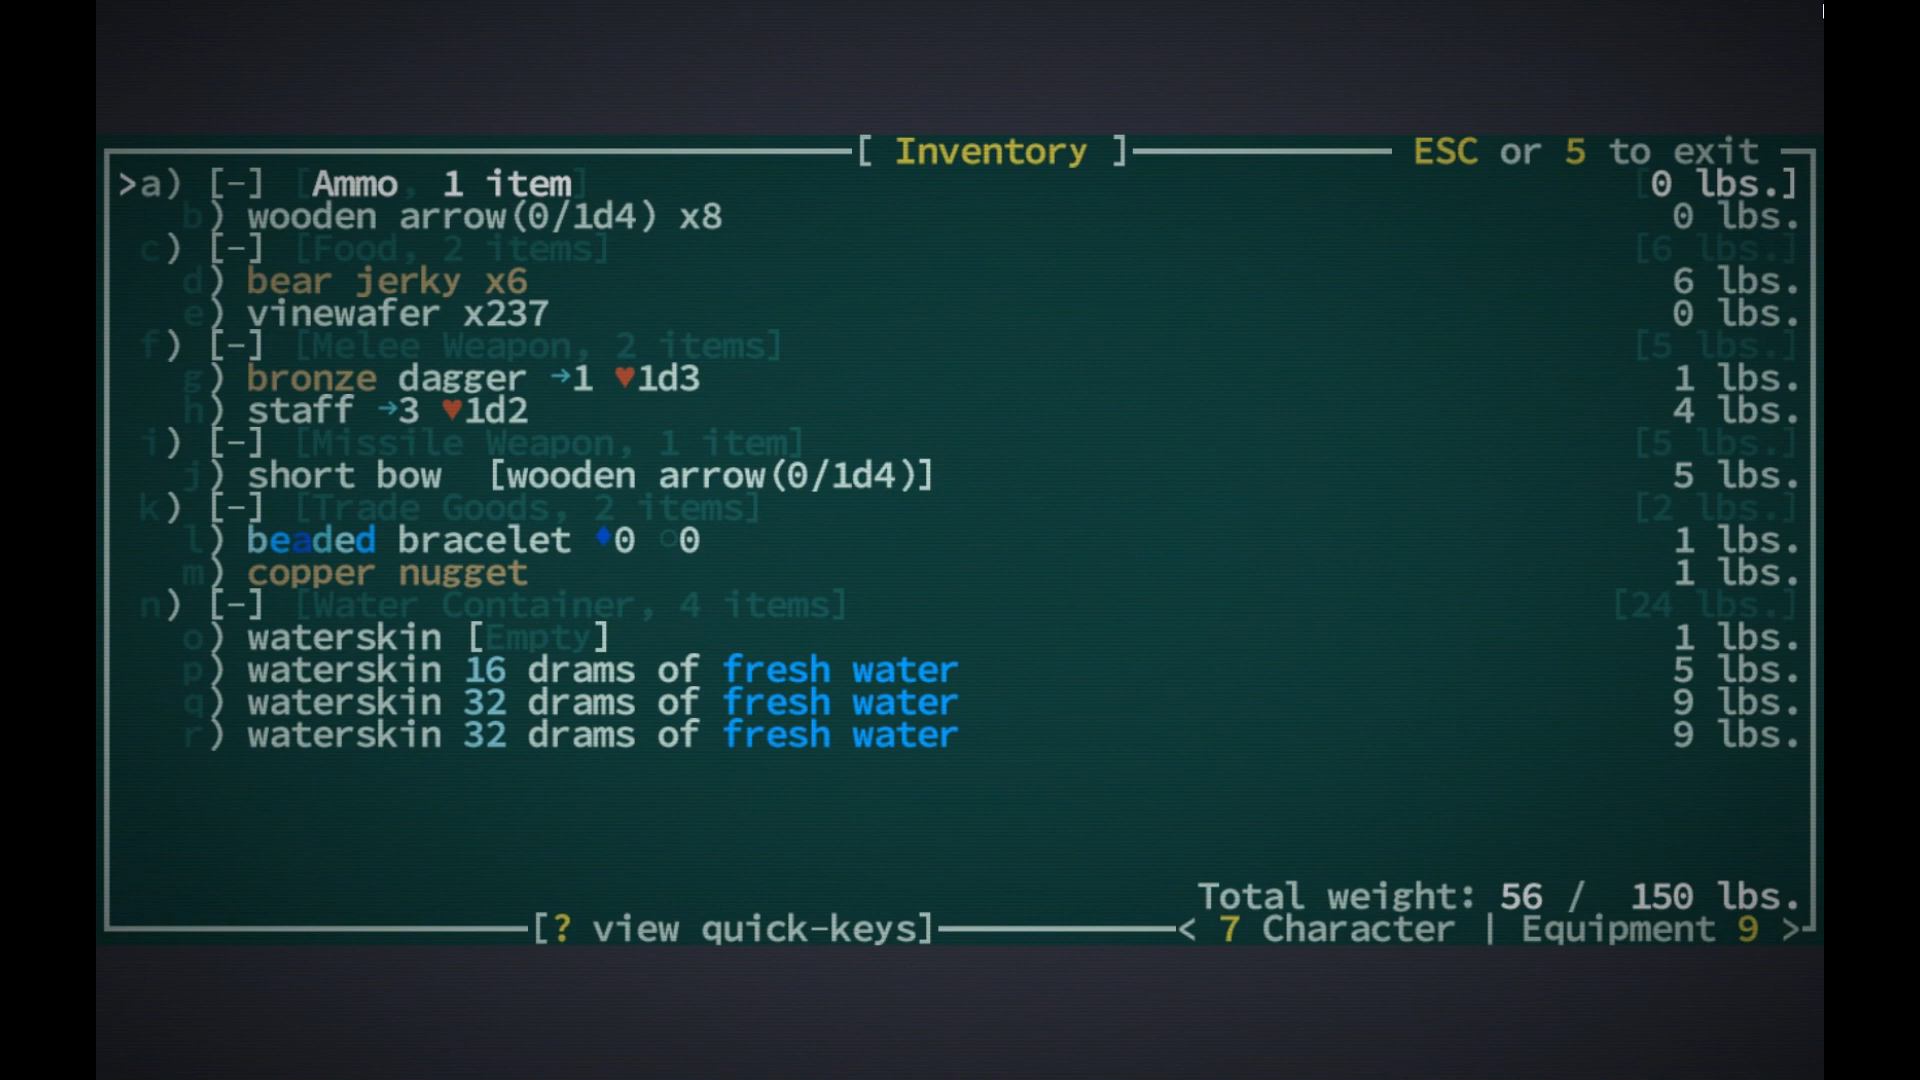 [ Inventory ] ESC or 5 to exit
>a) [-] [Ammo, 1 item] [0 lbs.]
b) wooden arrow(0/1d4) x8 0 lbs.
c) [-] [Food, 2 items] [6 lbs.]
d) bear jerky x6 6 lbs.
e) vinewafer x237 0 lbs.
f) [-] [Melee Weapon, 2 items] [5 lbs.]
g) bronze dagger →1 ♥1d3 1 lbs.
h) staff →3 ♥1d2 4 lbs.
i) [-] [Missile Weapon, 1 item] [5 lbs.]
j) short bow [wooden arrow(0/1d4)] 5 lbs.
k) [-] [Trade Goods, 2 items] [2 lbs.]
l) beaded bracelet ♦0 ○0 1 lbs.
m) copper nugget 1 lbs.
n) [-] [Water Container, 4 items] [24 lbs.]
o) waterskin [Empty] 1 lbs.
p) waterskin 16 drams of fresh water 5 lbs.
q) waterskin 32 drams of fresh water 9 lbs.
r) waterskin 32 drams of fresh water 9 lbs.
Total weight: 56 / 150 lbs.
[? view quick-keys] < 7 Character | Equipment 9 >